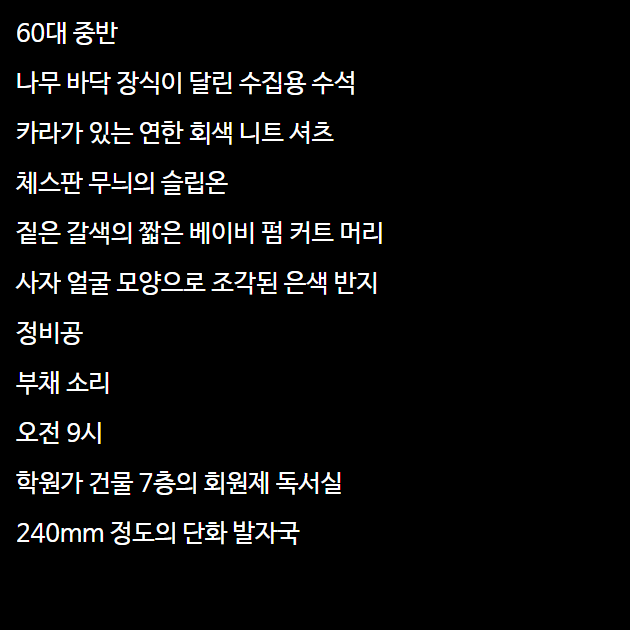 60대 중반
나무 바닥 장식이 달린 수집용 수석
카라가 있는 연한 회색 니트 셔츠
체스판 무늬의 슬립온
짙은 갈색의 짧은 베이비 펌 커트 머리
사자 얼굴 모양으로 조각된 은색 반지
정비공
부채 소리
오전 9시
학원가 건물 7층의 회원제 독서실
240mm 정도의 단화 발자국